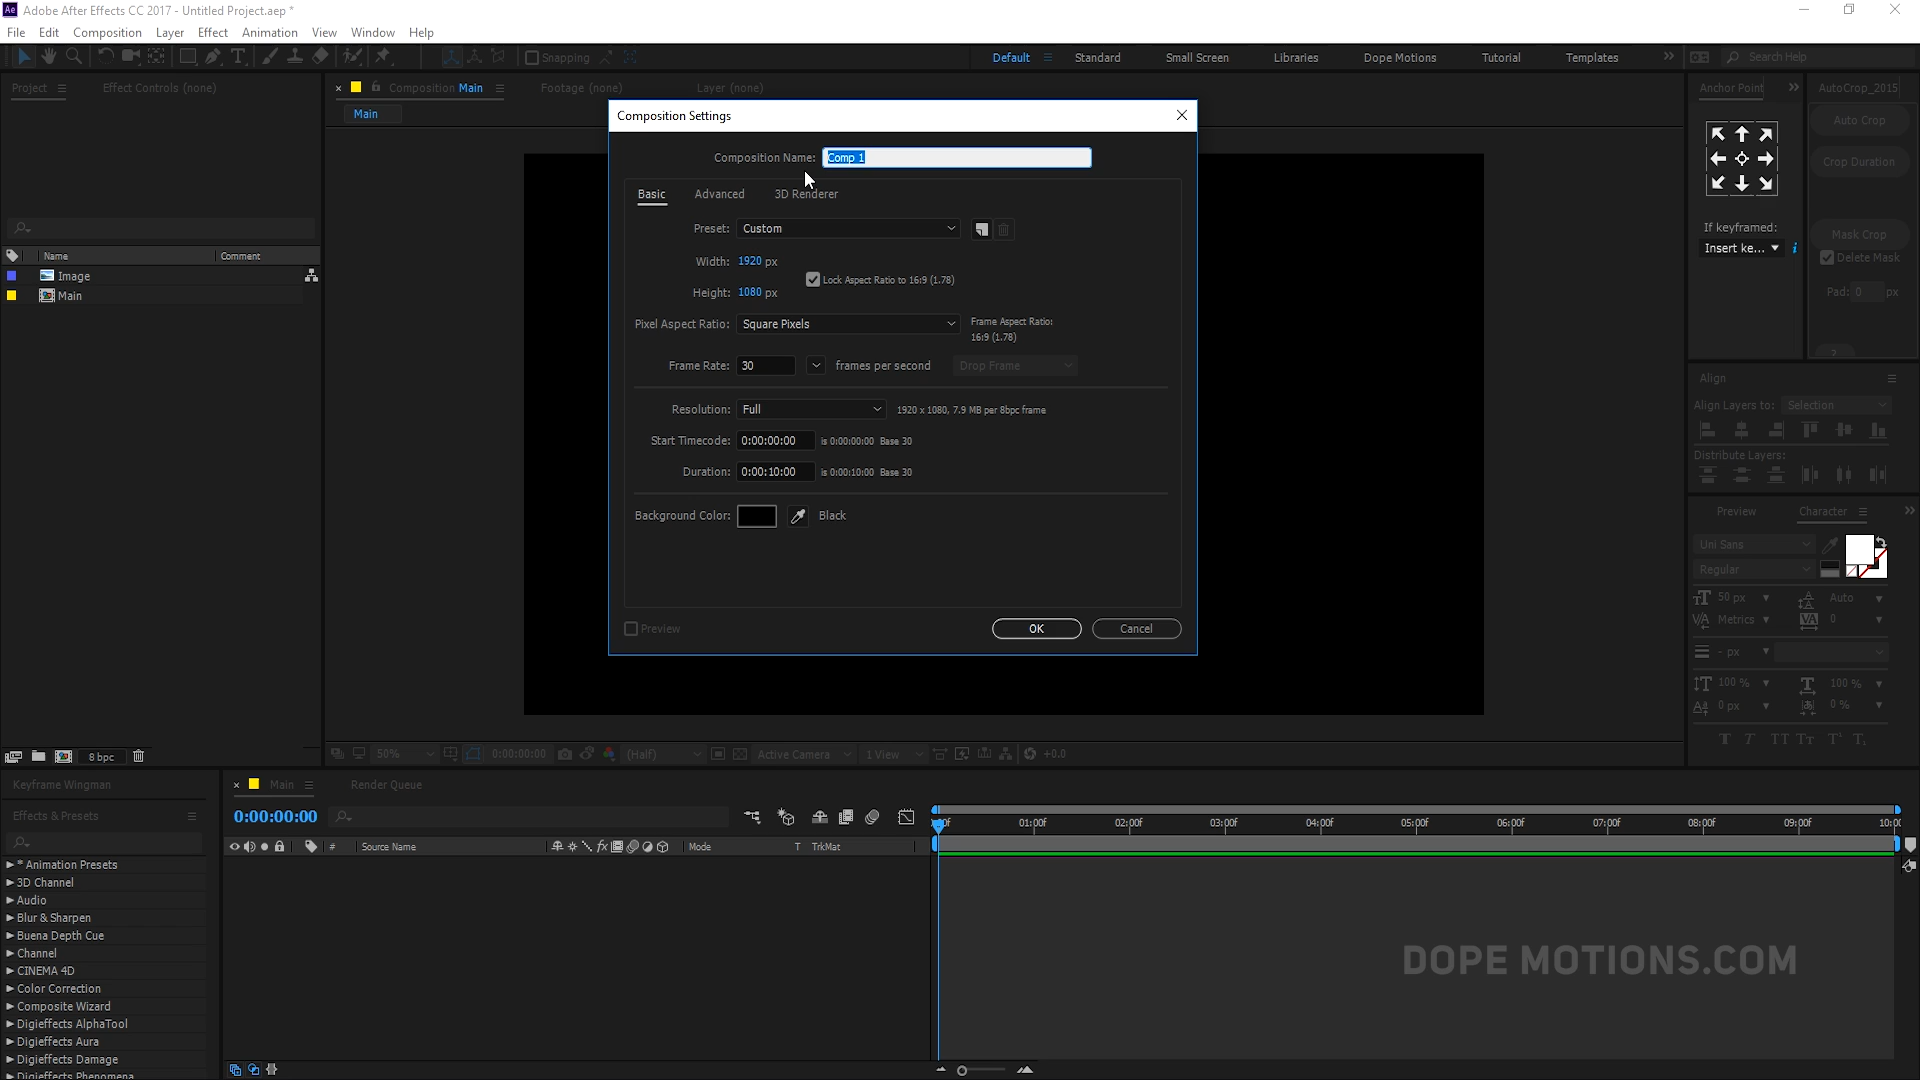 Adobe After Effects CC 2017 - Untitled Project.aep *
File Edit Composition Layer Effect Animation View Window Help
Snapping
Default Standard Small Screen Libraries Dope Motions Tutorial Templates
Search Help
Project
Effect Controls (none)
Composition Main
Footage (none)
Layer (none)
Main
Name Comment
Image
Main
8 bpc
Composition Settings
Composition Name: Comp 1
Basic Advanced 3D Renderer
Preset: Custom
Width: 1920 px
Lock Aspect Ratio to 16:9 (1.78)
Height: 1080 px
Pixel Aspect Ratio: Square Pixels
Frame Aspect Ratio:
16:9 (1.78)
Frame Rate: 30 frames per second Drop Frame
Resolution: Full 1920 x 1080, 7.9 MB per 8bpc frame
Start Timecode: 0:00:00:00 is 0:00:00:00 Base 30
Duration: 0:00:10:00 is 0:00:10:00 Base 30
Background Color: Black
Preview
OK
Cancel
50% 0:00:00:00 (Half) Active Camera 1 View +0.0
Anchor Point
If keyframed:
Insert ke...
AutoCrop_2015
Auto Crop
Crop Duration
Mask Crop
Delete Mask
Pad: 0 px
?
Align
Align Layers to: Selection
Distribute Layers:
Preview Character
Uni Sans
Regular
50 px Auto
Metrics 0
- px
100 % 100 %
0 px 0 %
Keyframe Wingman
Effects & Presets
* Animation Presets
3D Channel
Audio
Blur & Sharpen
Buena Depth Cue
Channel
CINEMA 4D
Color Correction
Composite Wizard
Digieffects AlphaTool
Digieffects Aura
Digieffects Damage
Digieffects Phenomena
Main Render Queue
0:00:00:00
# Source Name Mode T TrkMat
01:00f 02:00f 03:00f 04:00f 05:00f 06:00f 07:00f 08:00f 09:00f
DOPE MOTIONS.COM